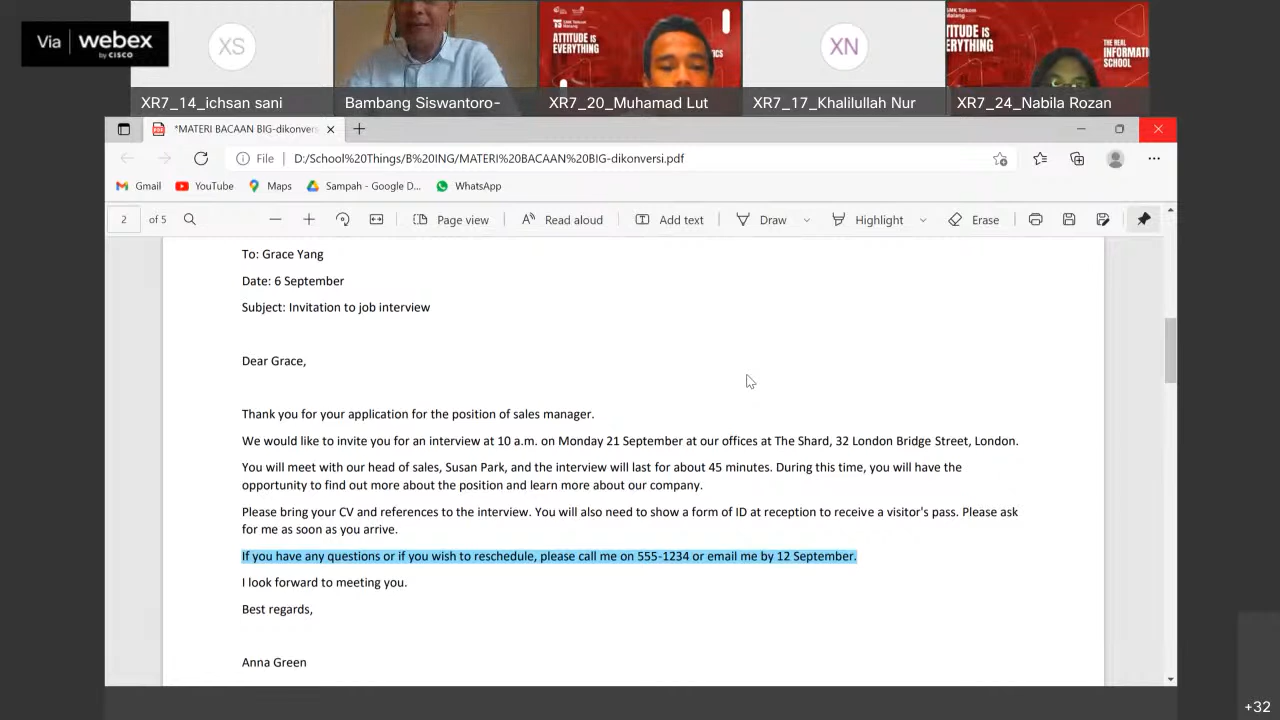 Via webex
by CISCO
XS
XR7_14_ichsan sani
Bambang Siswantoro-
ATTITUDE IS
EVERYTHING
XR7_20_Muhamad Lut
XN
XR7_17_Khalilullah Nur
THE REAL
SCHOOL
XR7_24_Nabila Rozan
*MATERI BACAAN BIG-dikonver
File D:/School%20Things/B%20ING/MATERI%20BACAAN%20BIG-dikonversi.pdf
Gmail YouTube Maps Sampah - Google D... WhatsApp
2 of 5 Page view Read aloud Add text Draw Highlight Erase
To: Grace Yang
Date: 6 September
Subject: Invitation to job interview
Dear Grace,
Thank you for your application for the position of sales manager.
We would like to invite you for an interview at 10 a.m. on Monday 21 September at our offices at The Shard, 32 London Bridge Street, London.
You will meet with our head of sales, Susan Park, and the interview will last for about 45 minutes. During this time, you will have the
opportunity to find out more about the position and learn more about our company.
Please bring your CV and references to the interview. You will also need to show a form of ID at reception to receive a visitor's pass. Please ask
for me as soon as you arrive.
If you have any questions or if you wish to reschedule, please call me on 555-1234 or email me by 12 September.
I look forward to meeting you.
Best regards,
Anna Green
+32